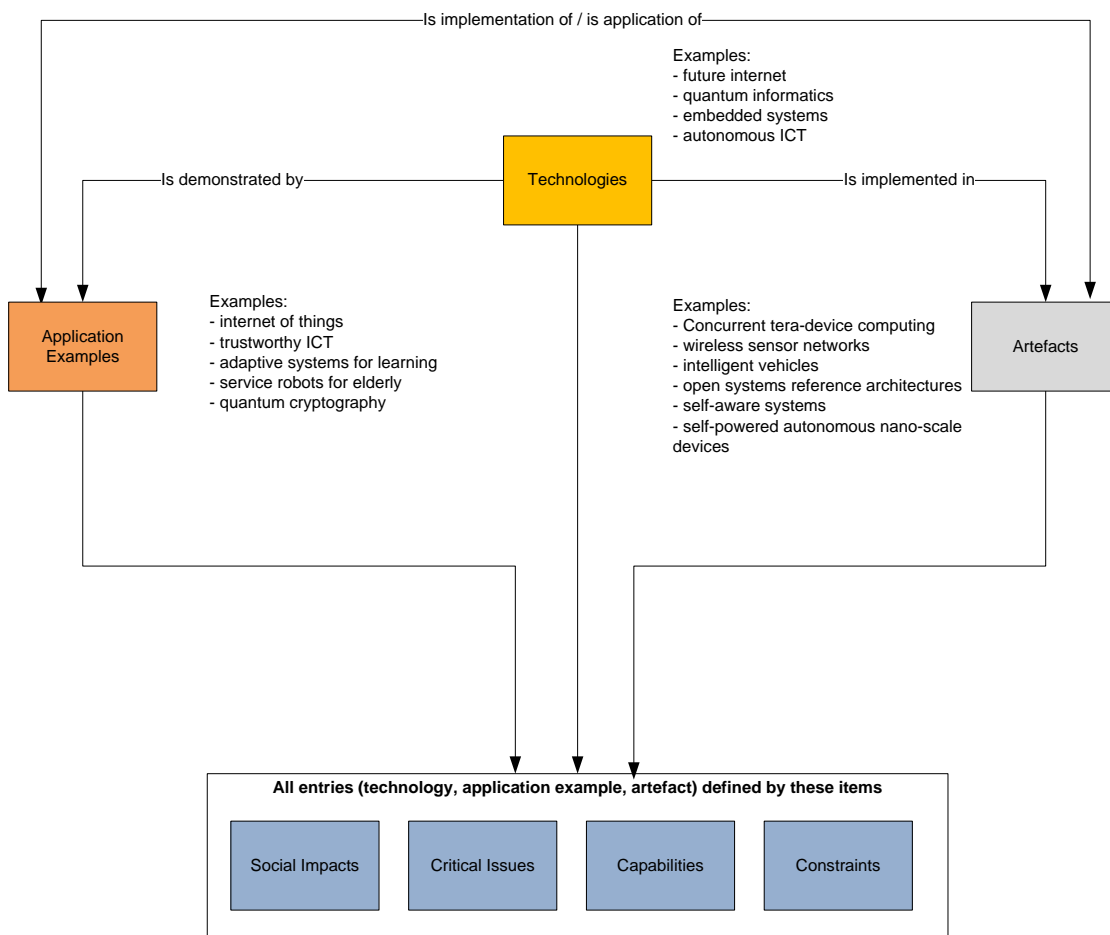 Is implementation of / is application of
Examples:
- future internet
- quantum informatics
- embedded systems
- autonomous ICT
Is demonstrated by
Technologies
Is implemented in
Application
Examples
Examples:
- internet of things
- trustworthy ICT
- adaptive systems for learning
- service robots for elderly
- quantum cryptography
Examples:
- Concurrent tera-device computing
- wireless sensor networks
- intelligent vehicles
- open systems reference architectures
- self-aware systems
- self-powered autonomous nano-scale
devices
Artefacts
All entries (technology, application example, artefact) defined by these items
Social Impacts
Critical Issues
Capabilities
Constraints